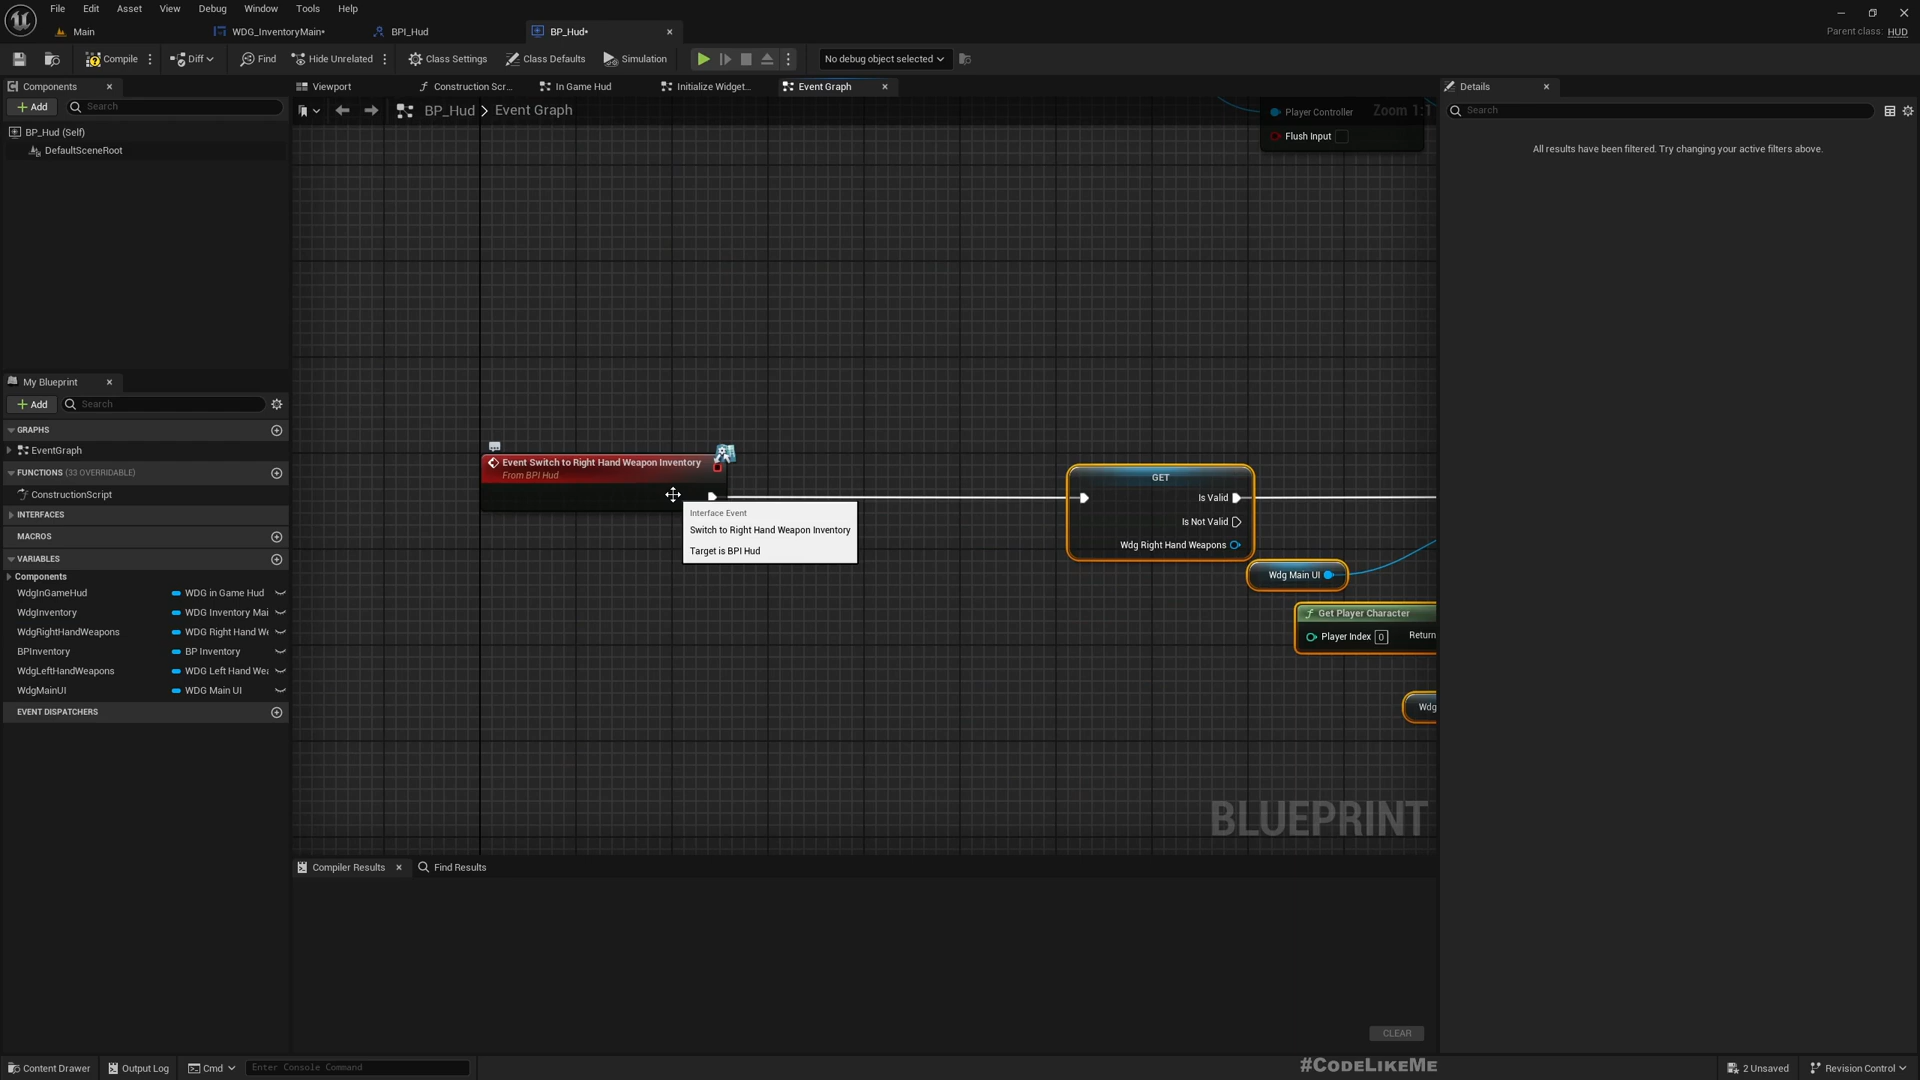 File Edit Asset View Window Debug Tools Help
Main WDG_InventoryMain* BPI_Hud BP_Hud*
Parent class: HUD
Compile Diff Find Hide Unrelated Class Settings Class Defaults Simulation No debug object selected
Components
Viewport Construction Scr... In Game Hud Initialize Widget... Event Graph
Details
Add Search
BP_Hud > Event Graph
Zoom 1:1
Search
BP_Hud (Self)
DefaultSceneRoot
Player Controller
Flush Input
All results have been filtered. Try changing your active filters above.
My Blueprint
Add Search
GRAPHS
EventGraph
FUNCTIONS (33 OVERRIDABLE)
ConstructionScript
INTERFACES
MACROS
VARIABLES
Components
WdgInGameHud WDG in Game Hud
WdgInventory WDG Inventory Mai
WdgRightHandWeapons WDG Right Hand We
BPInventory BP Inventory
WdgLeftHandWeapons WDG Left Hand Wea
WdgMainUI WDG Main UI
EVENT DISPATCHERS
Event Switch to Right Hand Weapon Inventory
From BPI Hud
Interface Event
Switch to Right Hand Weapon Inventory
Target is BPI Hud
GET
Is Valid
Is Not Valid
Wdg Right Hand Weapons
Wdg Main UI
Get Player Character
Player Index 0 Return
Wdg
BLUEPRINT
Compiler Results Find Results
CLEAR
Content Drawer Output Log Cmd Enter Console Command
#CODELIKEME
2 Unsaved Revision Control